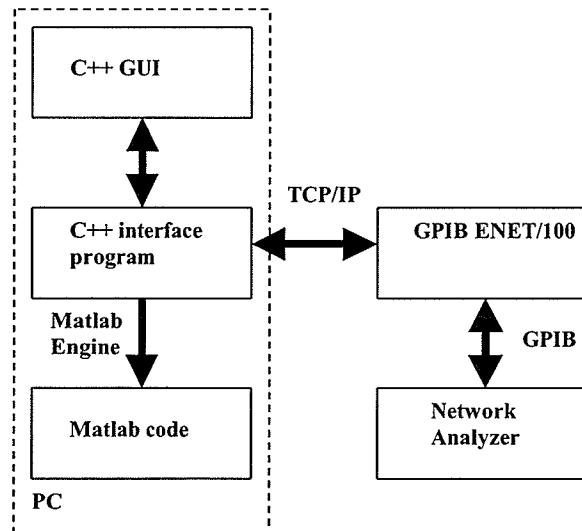 C++ GUI
TCP/IP
C++ interface
program
GPIB ENET/100
Matlab
Engine
GPIB
Matlab code
Network
Analyzer
PC